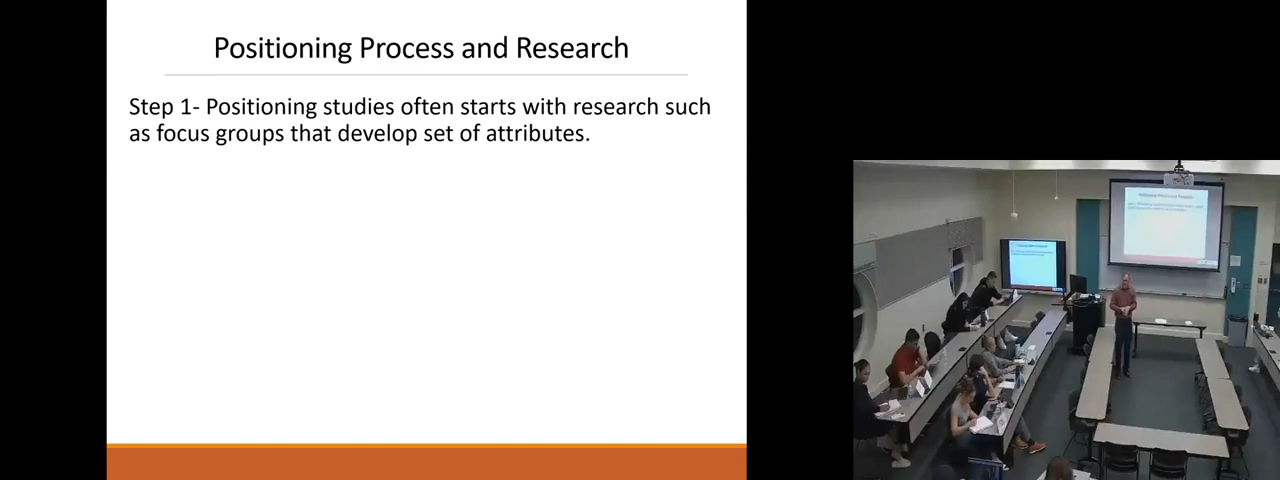 Positioning Process and Research
Step 1- Positioning studies often starts with research such
as focus groups that develop set of attributes.